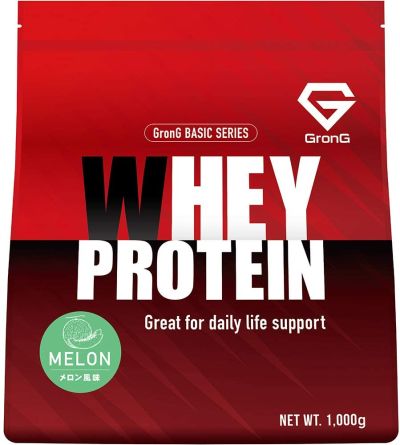 GronG
GronG BASIC SERIES
WHEY
PROTEIN
Great for daily life support
MELON
メロン風味
NET WT. 1,000g